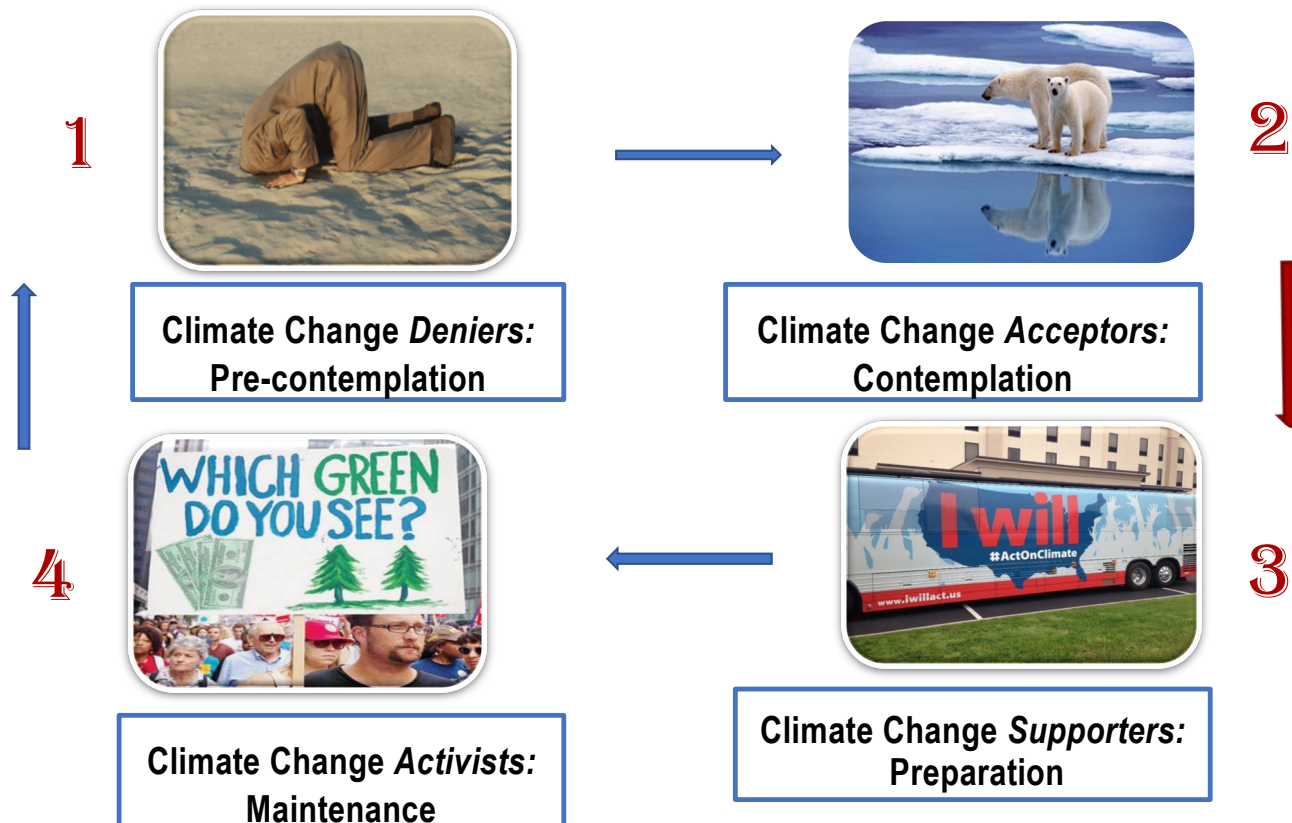 1
2
Climate Change Deniers:
Pre-contemplation
Climate Change Acceptors:
Contemplation
WHICH GREEN
DO YOU SEE?
4
I will
#ActOnClimate
www.iwillact.us
3
Climate Change Activists:
Maintenance
Climate Change Supporters:
Preparation